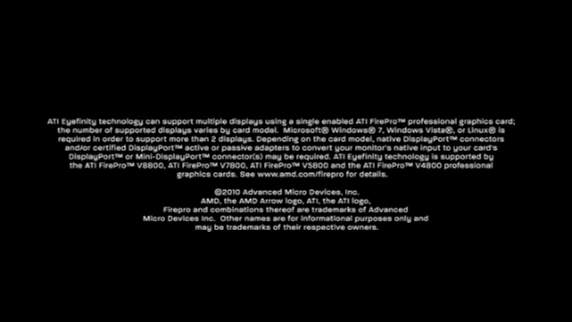 ATI Eyefinity technology can support multiple displays using a single enabled ATI FirePro™ professional graphics card;
the number of supported displays varies by card model. Microsoft® Windows® 7, Windows Vista®, or Linux® is
required in order to support more than 2 displays. Depending on the card model, native DisplayPort™ connectors
and/or certified DisplayPort™ active or passive adapters to convert your monitor's native input to your card's
DisplayPort™ or Mini-DisplayPort™ connector(s) may be required. ATI Eyefinity technology is supported by
the ATI FirePro™ V8800, ATI FirePro™ V7800, ATI FirePro™ V5800 and the ATI FirePro™ V4800 professional
graphics cards. See www.amd.com/firepro for details.
©2010 Advanced Micro Devices, Inc.
AMD, the AMD Arrow logo, ATI, the ATI logo,
Firepro and combinations thereof are trademarks of Advanced
Micro Devices Inc. Other names are for informational purposes only and
may be trademarks of their respective owners.